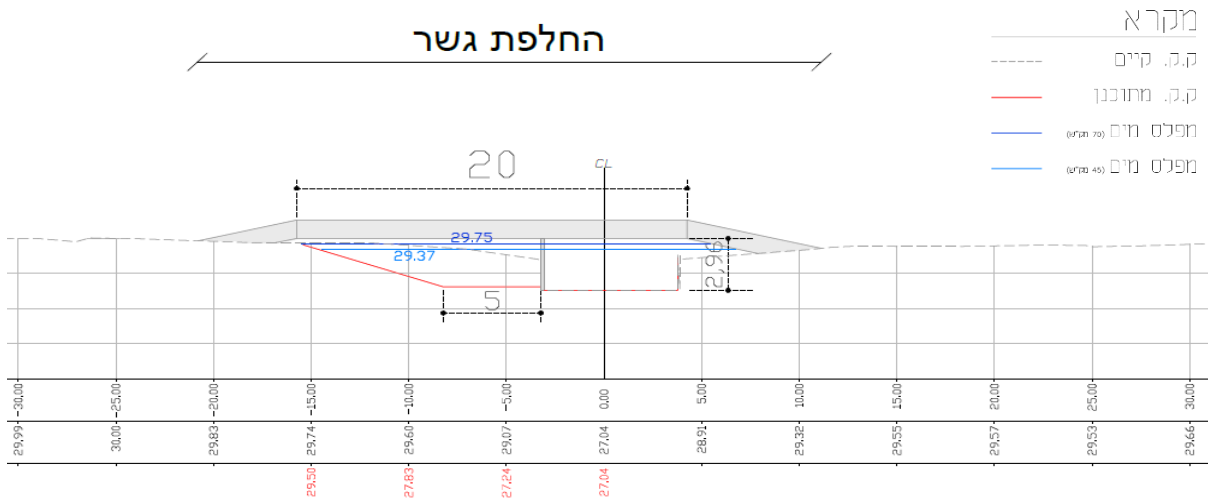 החלפת גשר
מקרא
ק.ק. קיים
ק.ק. מתוכנן
מפלס מים (70 מק"ש)
מפלס מים (45 מק"ש)
20
CL
29.75
29.37
2,96
5
-30.00 -25.00 -20.00 -15.00 -10.00 -5.00 0.00 5.00 10.00 15.00 20.00 25.00 30.00
29.99 30.00 29.83 29.74 29.60 29.07 27.04 28.91 29.32 29.55 29.57 29.53 29.66
29.50 27.83 27.24 27.04